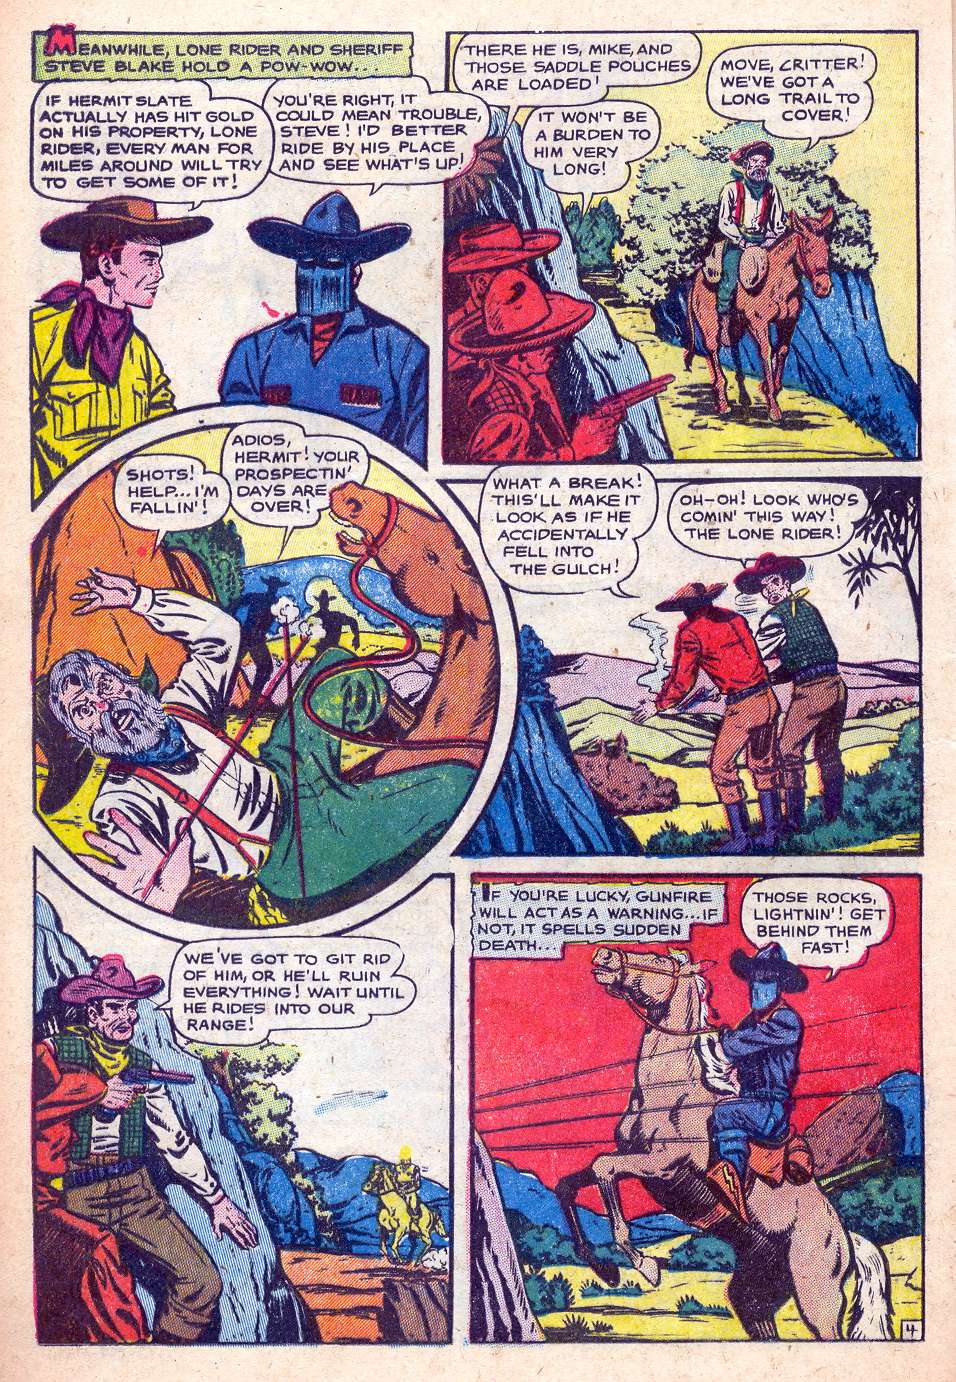 MEANWHILE, LONE RIDER AND SHERIFF
STEVE BLAKE HOLD A POW-WOW...
IF HERMIT SLATE
ACTUALLY HAS HIT GOLD
ON HIS PROPERTY, LONE
RIDER, EVERY MAN FOR
MILES AROUND WILL TRY
TO GET SOME OF IT!
YOU'RE RIGHT, IT
COULD MEAN TROUBLE,
STEVE! I'D BETTER
RIDE BY HIS PLACE
AND SEE WHAT'S UP!
THERE HE IS, MIKE, AND
THOSE SADDLE POUCHES
ARE LOADED!
IT WON'T BE
A BURDEN TO
HIM VERY
LONG!
MOVE, CRITTER!
WE'VE GOT A
LONG TRAIL TO
COVER!
SHOTS!
HELP...I'M
FALLIN'!
ADIOS,
HERMIT! YOUR
PROSPECTIN'
DAYS ARE
OVER!
WHAT A BREAK!
THIS'LL MAKE IT
LOOK AS IF HE
ACCIDENTALLY
FELL INTO
THE GULCH!
OH-OH! LOOK WHO'S
COMIN' THIS WAY!
THE LONE RIDER!
WE'VE GOT TO GIT RID
OF HIM, OR HE'LL RUIN
EVERYTHING! WAIT UNTIL
HE RIDES INTO OUR
RANGE!
IF YOU'RE LUCKY, GUNFIRE
WILL ACT AS A WARNING...IF
NOT, IT SPELLS SUDDEN
DEATH...
THOSE ROCKS,
LIGHTNIN'! GET
BEHIND THEM
FAST!
4